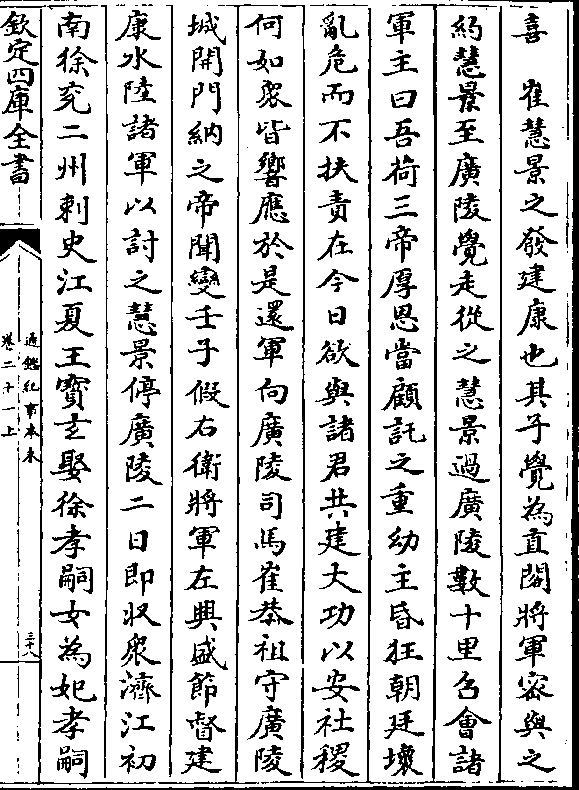 喜　崔慧景之發建康也其子覺為直閤將軍宻與之
約慧景至廣陵覺走從之慧景過廣陵數十里召會諸
軍主曰吾荷三帝厚恩當顧託之重幼主昏狂朝廷壞
亂危而不扶責在今日欲與諸君共建大功以安社稷
何如衆皆響應於是還軍向廣陵司馬崔恭祖守廣陵
城開門納之帝聞變壬子假右衛將軍左興盛節督建
康水陸諸軍以討之慧景停廣陵二日即收衆濟江初
南徐兖二州刺史江夏王寳𤣥娶徐孝嗣女為妃孝嗣
欽定四庫全書
通鑑紀事本末
卷二十一上
三十八